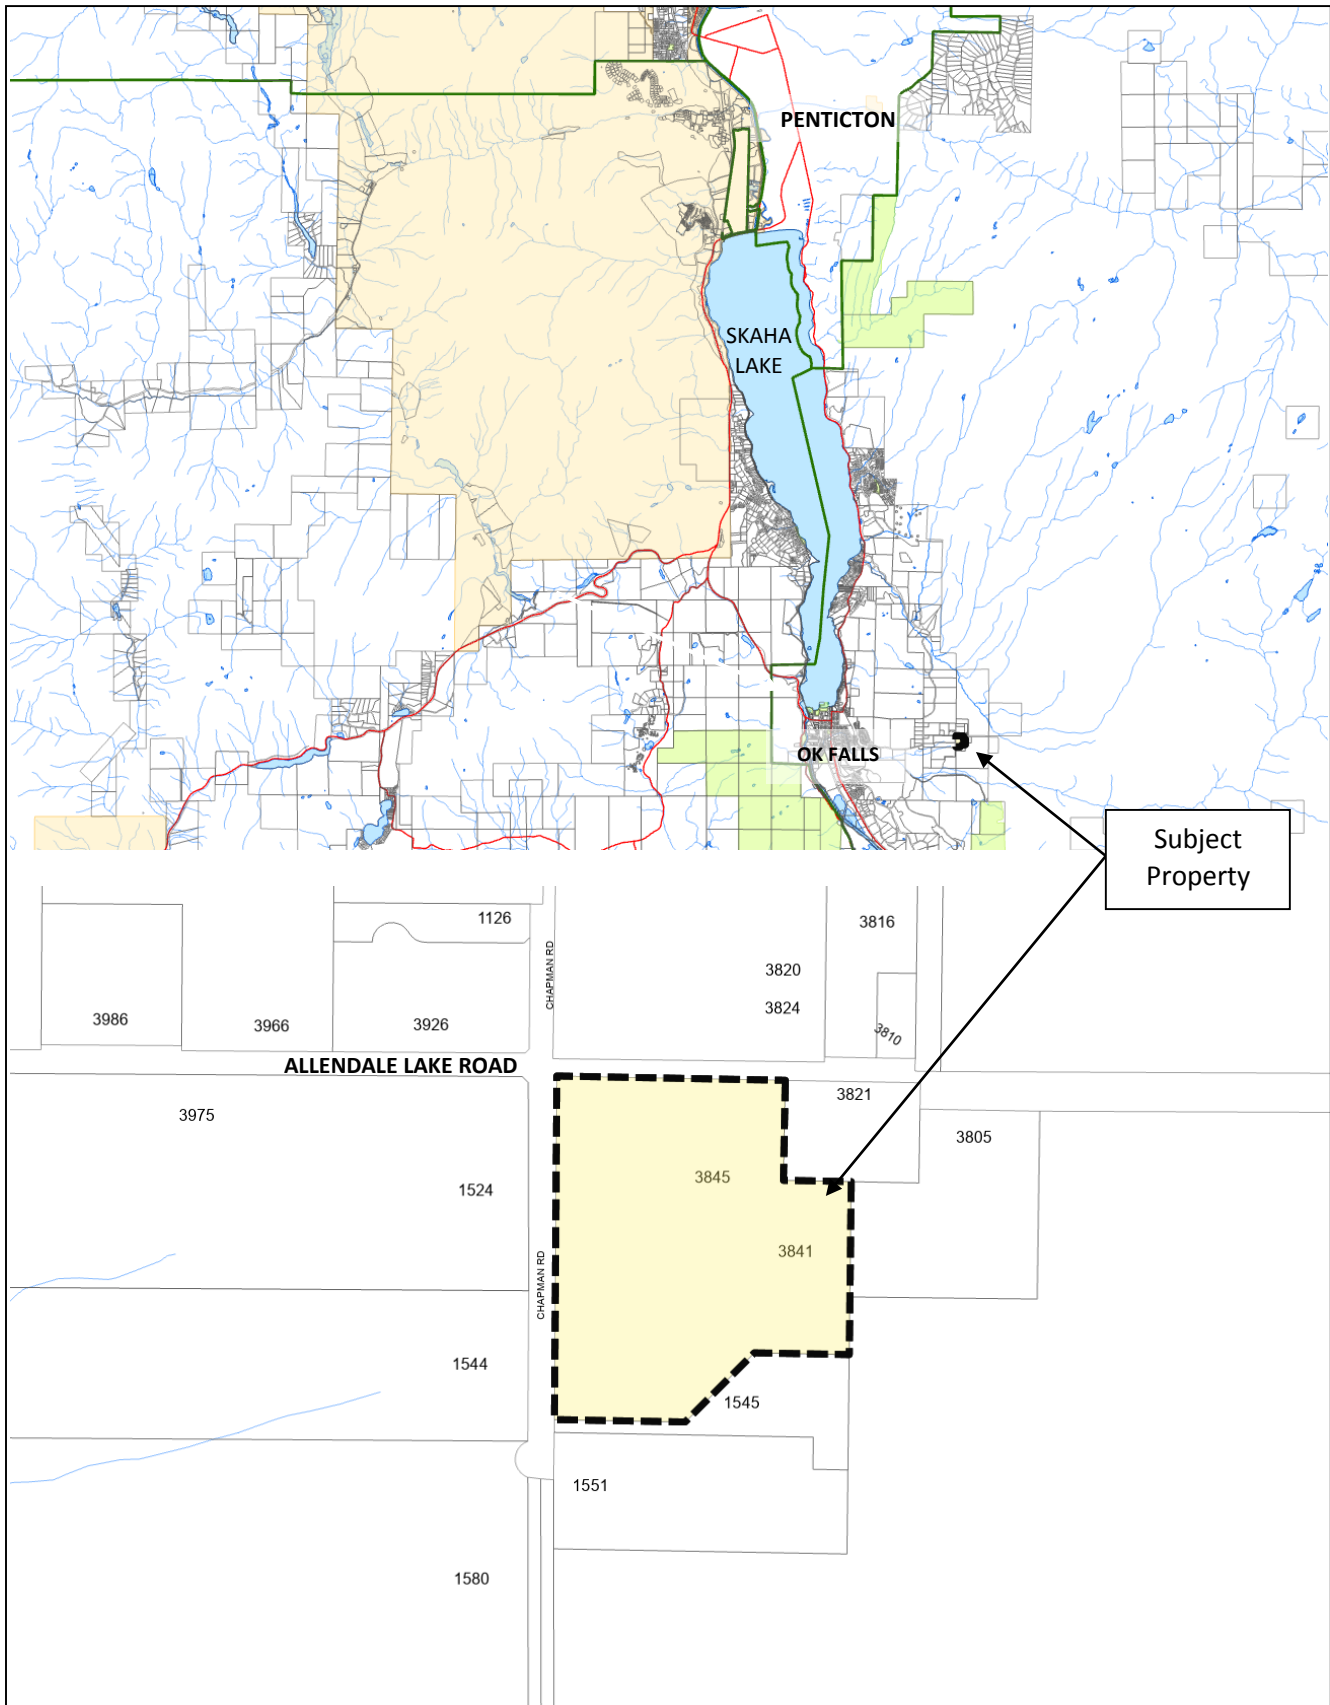 PENTICTON
SKAHA
LAKE
OK FALLS
Subject
Property
1126
3816
CHAPMAN RD
3820
3824
3986
3966
3926
3810
ALLENDALE LAKE ROAD
3975
3821
3805
3845
1524
3841
CHAPMAN RD
1544
1545
1551
1580